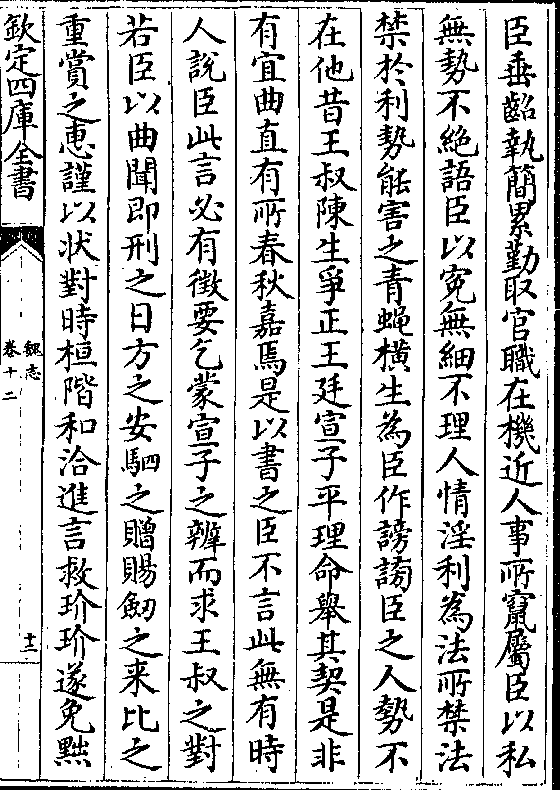 臣垂齠執簡累勤取官職在機近人事所竄屬臣以私
無勢不絕語臣以寃無細不理人情淫利為法所禁法
禁於利勢能害之青蝇橫生為臣作謗謗臣之人勢不
在他昔王叔陳生爭正王廷宣子平理命舉其契是非
有宜曲直有所春秋嘉焉是以書之臣不言此無有時
人說臣此言必有徵要乞蒙宣子之辨而求王叔之對
若臣以曲聞即刑之日方之安駟之贈賜劒之来比之
重賞之恵謹以状對時桓階和洽進言救玠玠遂免黜
欽定四庫全書
魏志
卷十二
十二